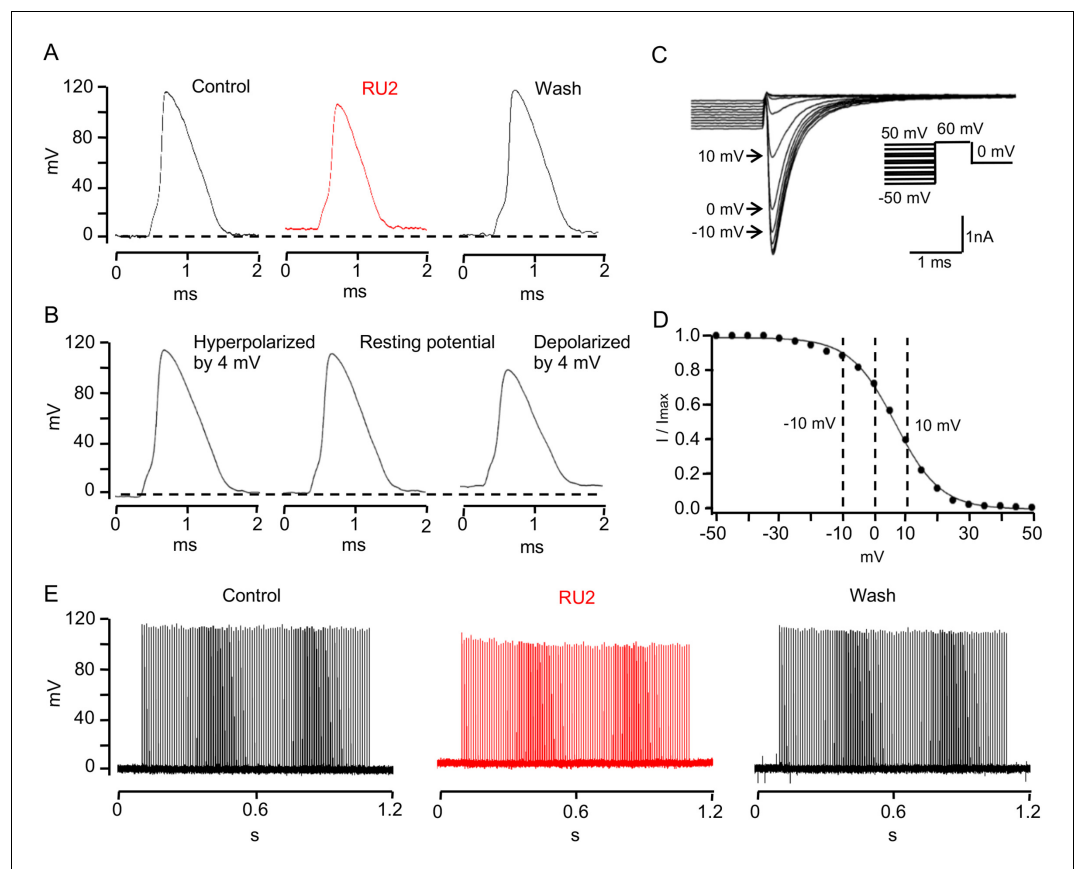 A
Control
RU2
Wash
120
80
40
0
mV
0 1 2
0 1 2
0 1 2
ms
ms
ms
B
Hyperpolarized
by 4 mV
Resting potential
Depolarized
by 4 mV
120
80
40
0
mV
0 1 2
0 1 2
0 1 2
ms
ms
ms
C
10 mV
0 mV
-10 mV
50 mV
60 mV
0 mV
-50 mV
1nA
1 ms
D
1.0
0.8
0.6
0.4
0.2
0.0
I / Imax
-10 mV
10 mV
-50 -30 -10 0 10 30 50
mV
E
Control
RU2
Wash
120
80
40
0
mV
0 0.6 1.2
0 0.6 1.2
0 0.6 1.2
s
s
s